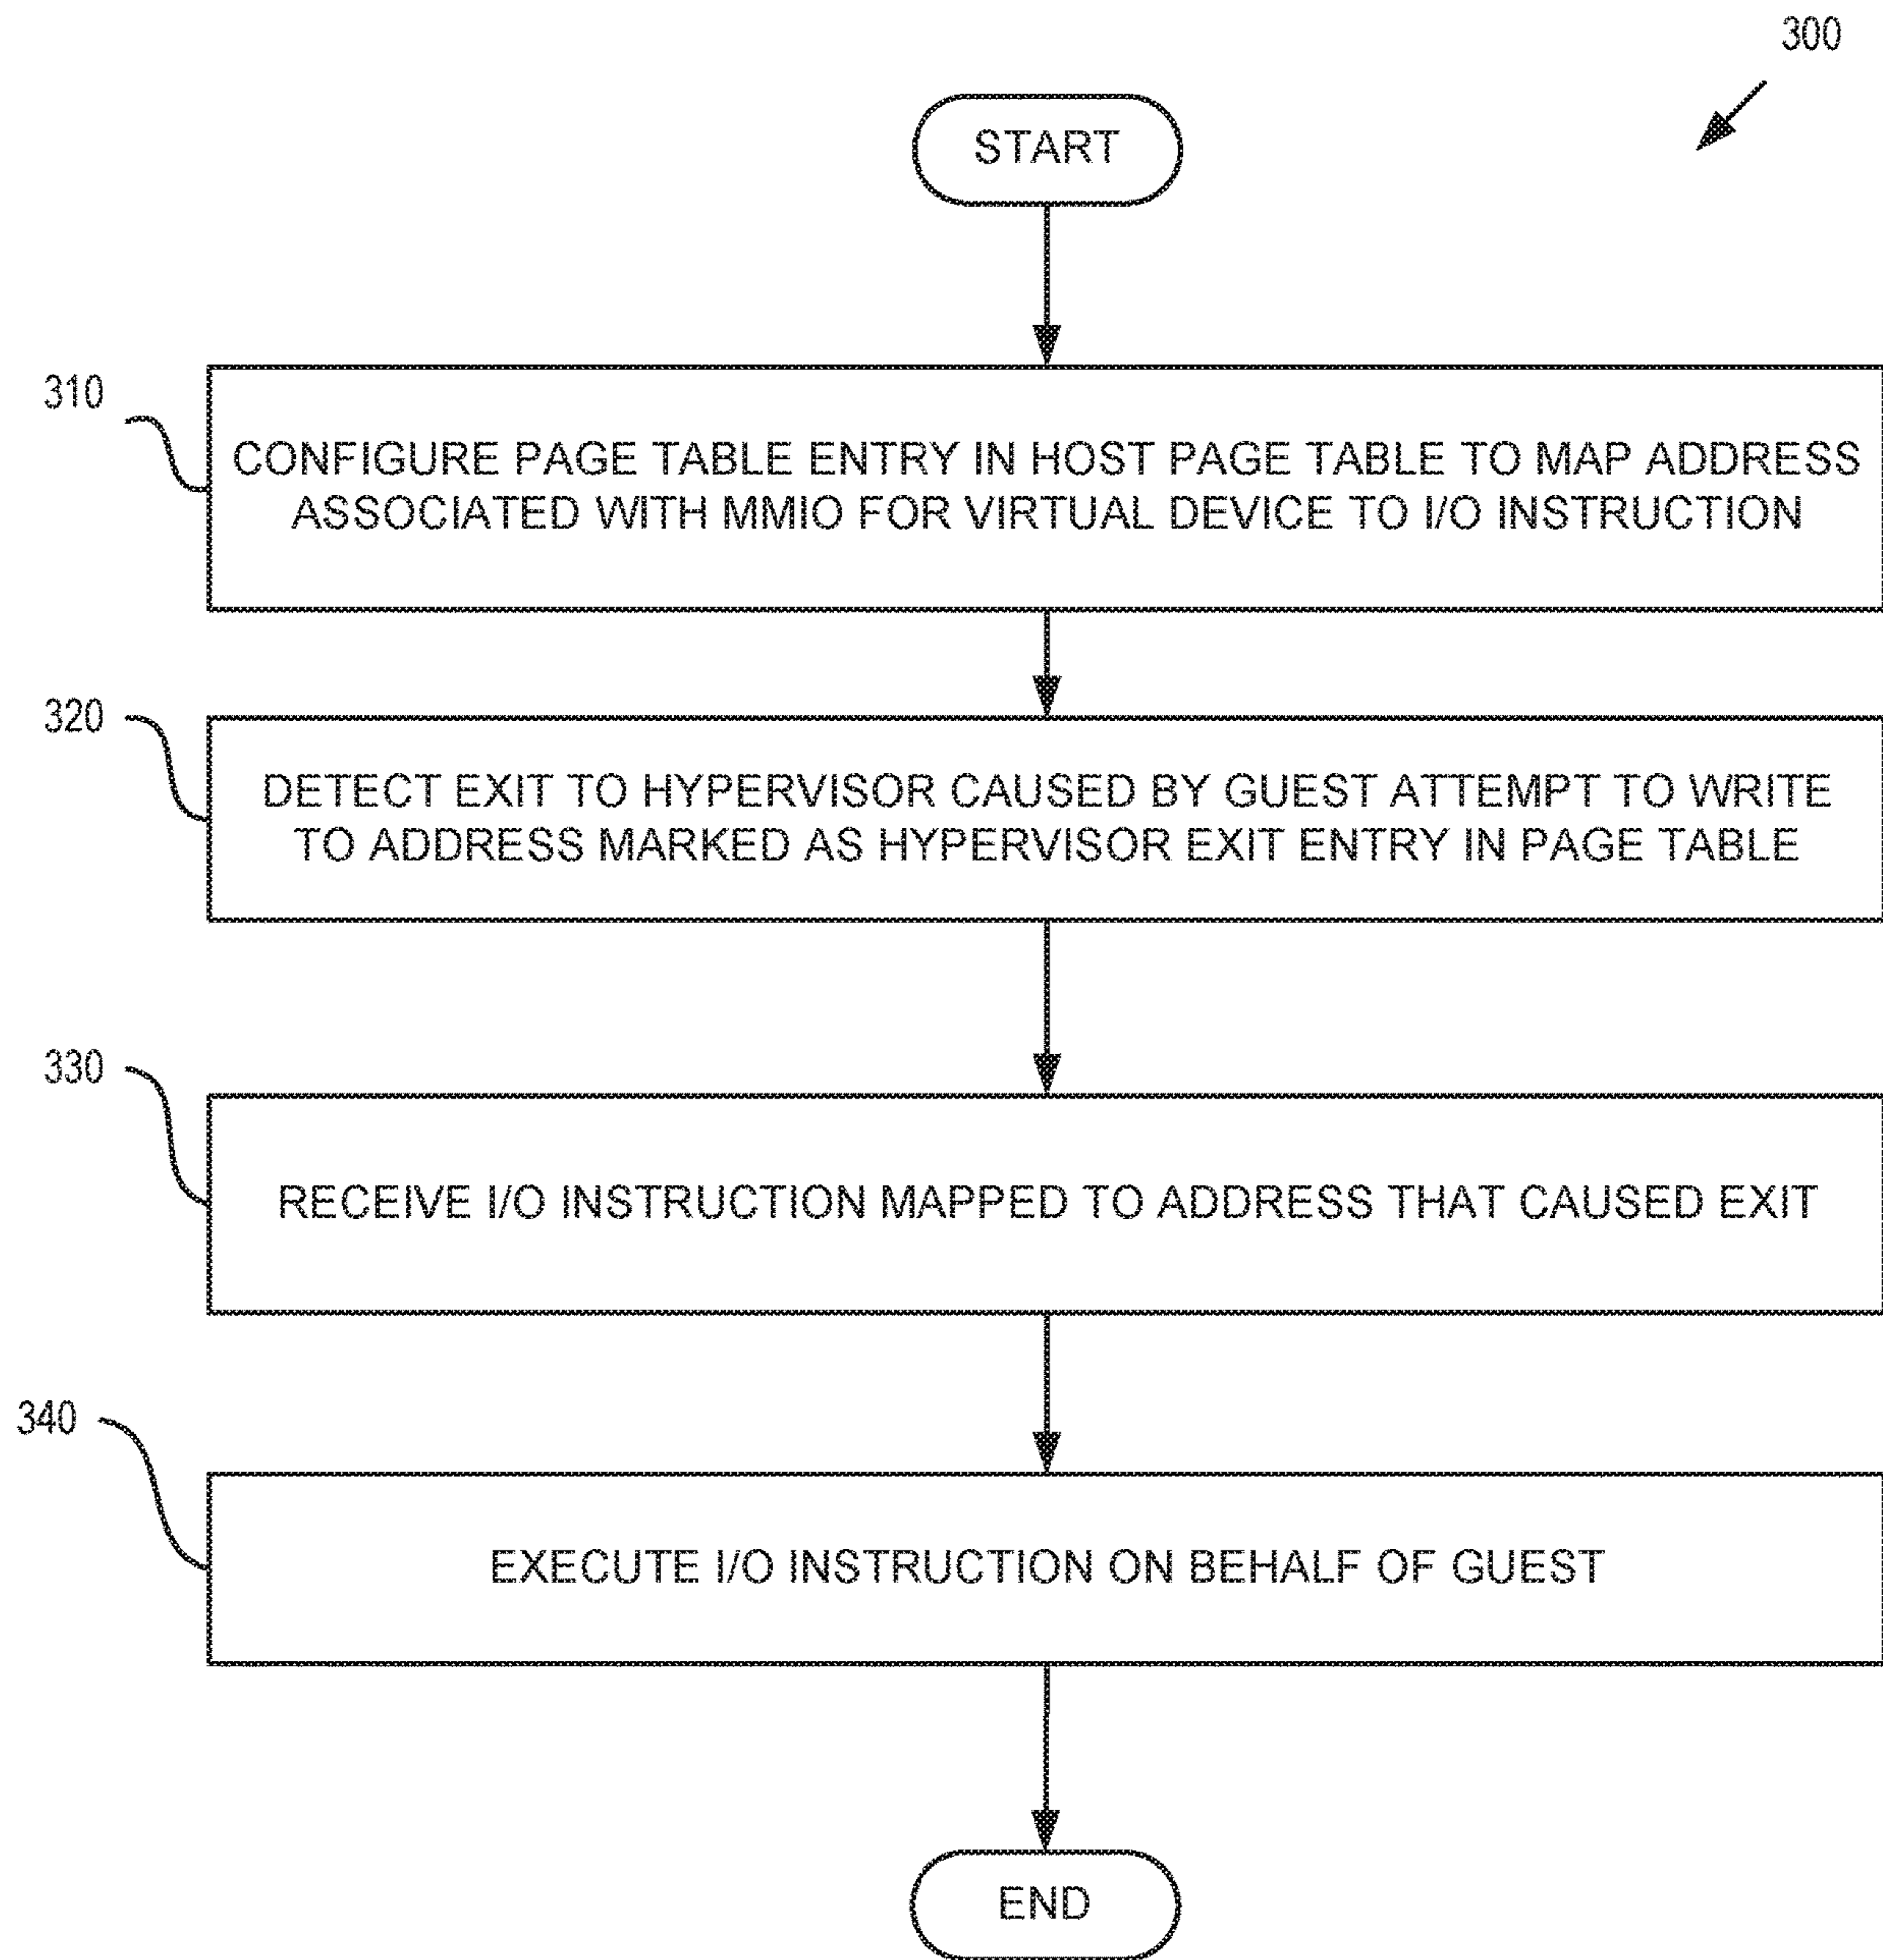 300
START
310
CONFIGURE PAGE TABLE ENTRY IN HOST PAGE TABLE TO MAP ADDRESS
ASSOCIATED WITH MMIO FOR VIRTUAL DEVICE TO I/O INSTRUCTION
320
DETECT EXIT TO HYPERVISOR CAUSED BY GUEST ATTEMPT TO WRITE
TO ADDRESS MARKED AS HYPERVISOR EXIT ENTRY IN PAGE TABLE
330
RECEIVE I/O INSTRUCTION MAPPED TO ADDRESS THAT CAUSED EXIT
340
EXECUTE I/O INSTRUCTION ON BEHALF OF GUEST
END